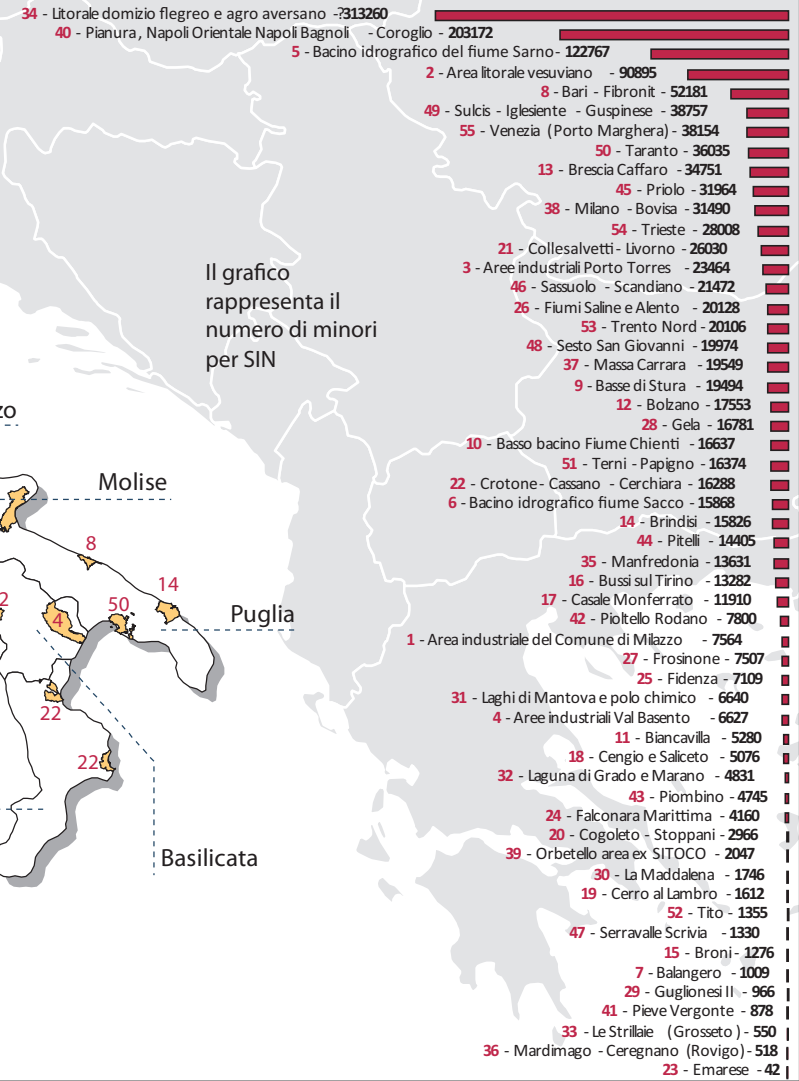 34 - Litorale domizio flegreo e agro aversano -?313260
40 - Pianura, Napoli Orientale Napoli Bagnoli - Coroglio - 203172
5 - Bacino idrografico del fiume Sarno- 122767
2 - Area litorale vesuviano - 90895
8 - Bari - Fibronit - 52181
49 - Sulcis - Iglesiente - Guspinese - 38757
55 - Venezia (Porto Marghera) - 38154
50 - Taranto - 36035
13 - Brescia Caffaro - 34751
45 - Priolo - 31964
38 - Milano - Bovisa - 31490
54 - Trieste - 28008
21 - Collesalvetti - Livorno - 26030
3 - Aree industriali Porto Torres - 23464
46 - Sassuolo - Scandiano - 21472
26 - Fiumi Saline e Alento - 20128
53 - Trento Nord - 20106
48 - Sesto San Giovanni - 19974
37 - Massa Carrara - 19549
9 - Basse di Stura - 19494
12 - Bolzano - 17553
28 - Gela - 16781
10 - Basso bacino Fiume Chienti - 16637
51 - Terni - Papigno - 16374
22 - Crotone - Cassano - Cerchiara - 16288
6 - Bacino idrografico fiume Sacco - 15868
14 - Brindisi - 15826
44 - Pitelli - 14405
35 - Manfredonia - 13631
16 - Bussi sul Tirino - 13282
17 - Casale Monferrato - 11910
42 - Pioltello Rodano - 7800
1 - Area industriale del Comune di Milazzo - 7564
27 - Frosinone - 7507
25 - Fidenza - 7109
31 - Laghi di Mantova e polo chimico - 6640
4 - Aree industriali Val Basento - 6627
11 - Biancavilla - 5280
18 - Cengio e Saliceto - 5076
32 - Laguna di Grado e Marano - 4831
43 - Piombino - 4745
24 - Falconara Marittima - 4160
20 - Cogoleto - Stoppani - 2966
39 - Orbetello area ex SITOCO - 2047
30 - La Maddalena - 1746
19 - Cerro al Lambro - 1612
52 - Tito - 1355
47 - Serravalle Scrivia - 1330
15 - Broni - 1276
7 - Balangero - 1009
29 - Guglionesi II - 966
41 - Pieve Vergonte - 878
33 - Le Strillaie (Grosseto) - 550
36 - Mardimago - Ceregnano (Rovigo) - 518
23 - Emarese - 42
Il grafico
rappresenta il
numero di minori
per SIN
zo
Molise
8
14
2
4
50
Puglia
22
22
Basilicata